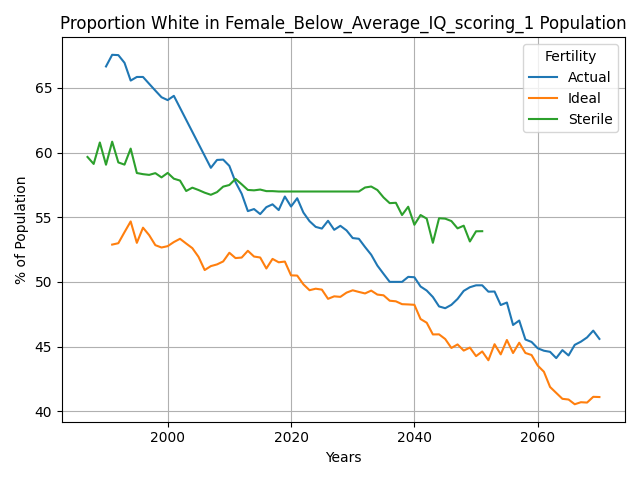 Proportion White in Female_Below_Average_IQ_scoring_1 Population
Fertility
Actual
Ideal
Sterile
% of Population
65
60
55
50
45
40
2000
2020
2040
2060
Years